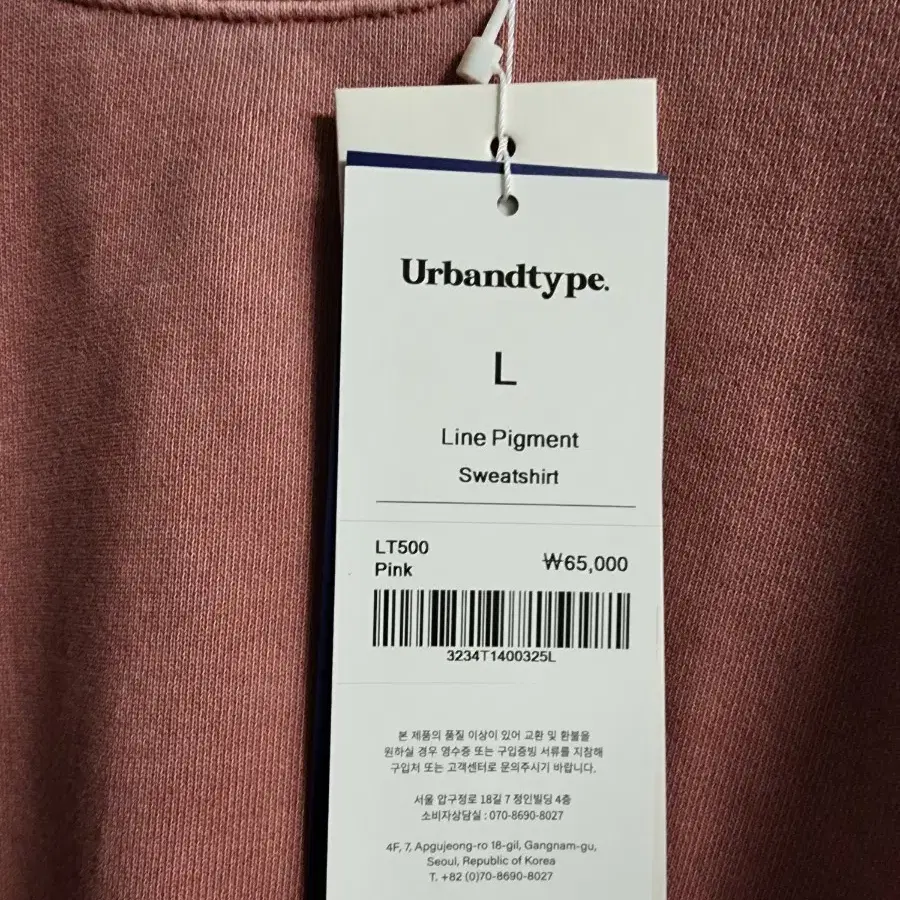 Urbandtype.
L
Line Pigment
Sweatshirt
LT500
Pink
₩65,000
3234T1400325L
본 제품의 품질 이상이 있어 교환 및 환불을
원하실 경우 영수증 또는 구입증빙 서류를 지참해
구입처 또는 고객센터로 문의주시기 바랍니다.
서울 압구정로 18길 7 정인빌딩 4층
소비자상담실 : 070-8690-8027
4F, 7, Apgujeong-ro 18-gil, Gangnam-gu,
Seoul, Republic of Korea
T. +82 (0)70-8690-8027